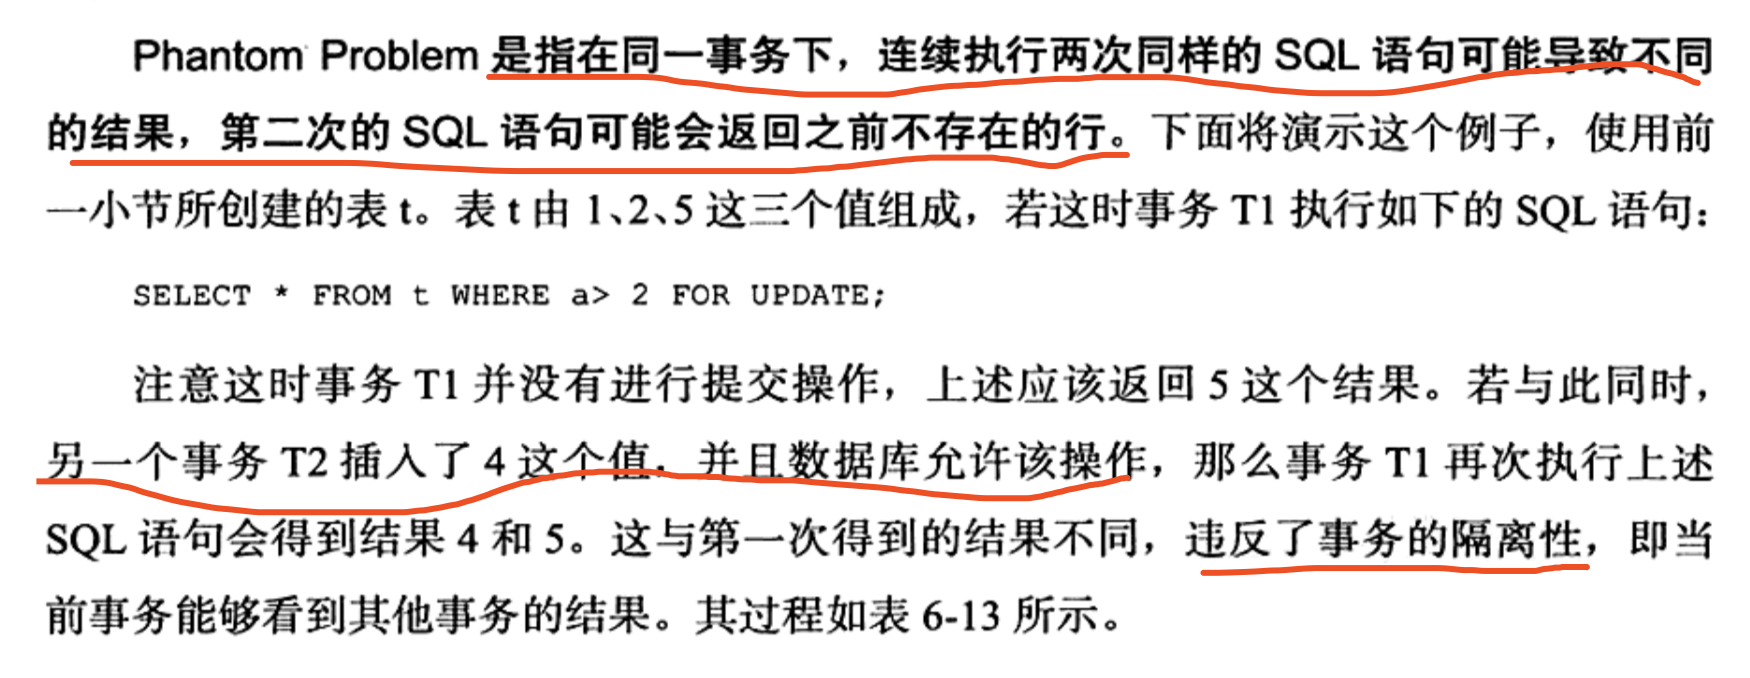 Phantom Problem 是指在同一事务下，连续执行两次同样的 SQL 语句可能导致不同
的结果，第二次的 SQL 语句可能会返回之前不存在的行。下面将演示这个例子，使用前
一小节所创建的表 t。表 t 由 1、2、5 这三个值组成，若这时事务 T1 执行如下的 SQL 语句：
SELECT * FROM t WHERE a> 2 FOR UPDATE;
注意这时事务 T1 并没有进行提交操作，上述应该返回 5 这个结果。若与此同时，
另一个事务 T2 插入了 4 这个值，并且数据库允许该操作，那么事务 T1 再次执行上述
SQL 语句会得到结果 4 和 5。这与第一次得到的结果不同，违反了事务的隔离性，即当
前事务能够看到其他事务的结果。其过程如表 6-13 所示。